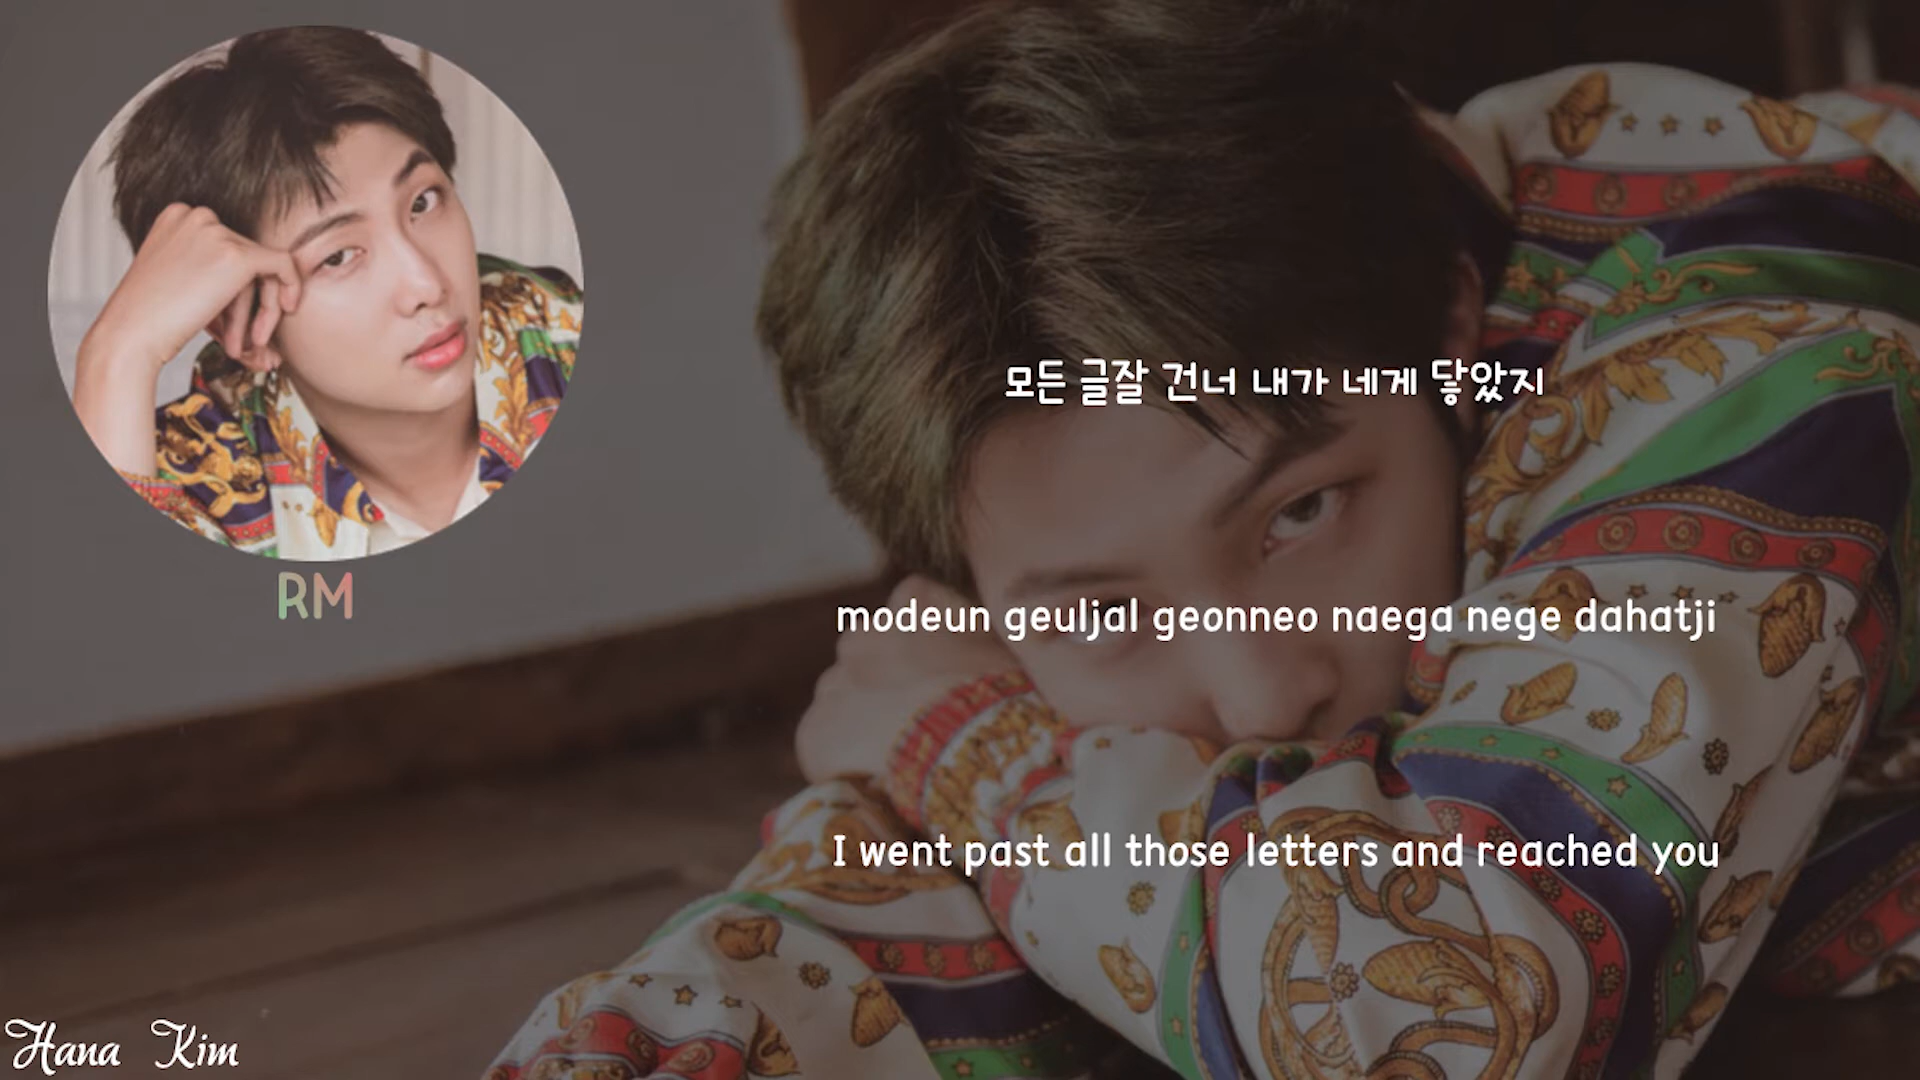 RM
모든 글잘 건너 내가 네게 닿았지
modeun geuljal geonneo naega nege dahatji
I went past all those letters and reached you
Hana Kim